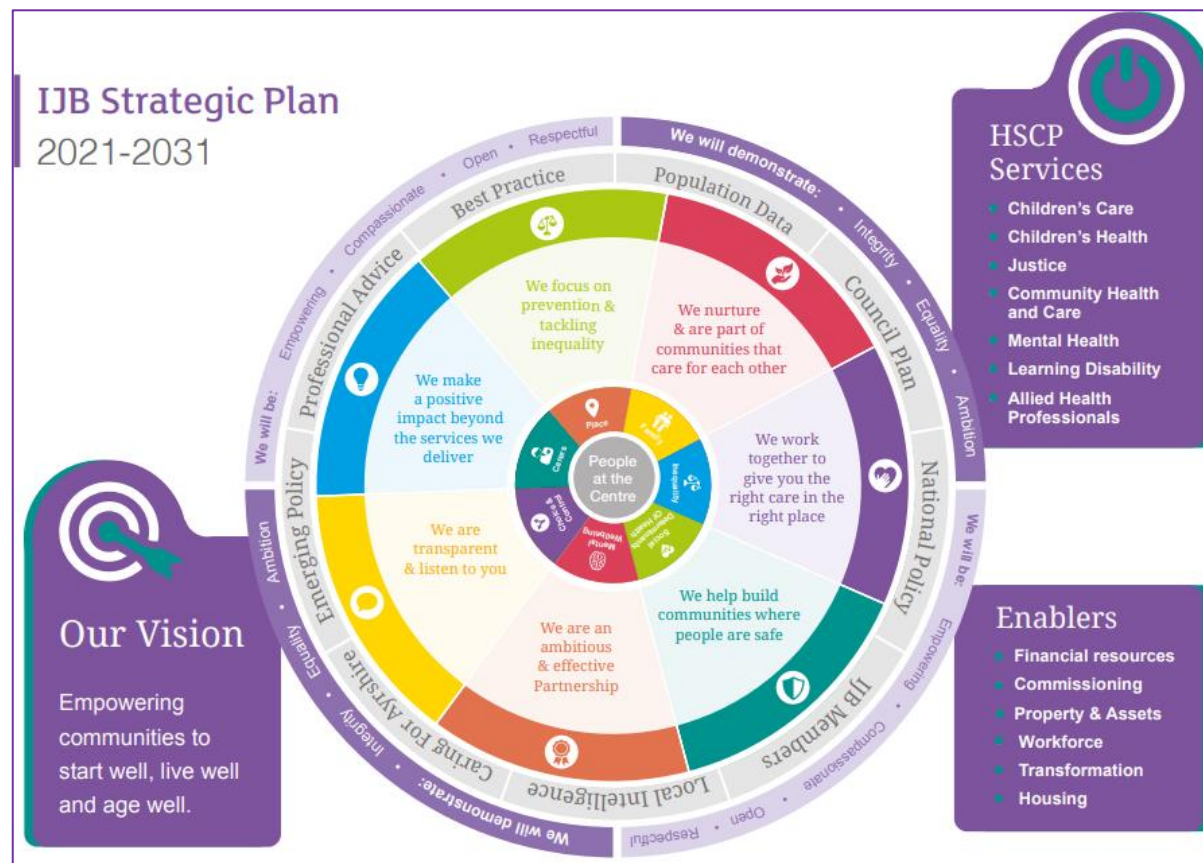 IJB Strategic Plan
2021-2031
We will be: Empowering • Compassionate • Open • Respectful
We will demonstrate: • Integrity • Equality • Ambition
We will be: Empowering • Compassionate • Open • Respectful
We will demonstrate: • Integrity • Equality • Ambition
Best Practice
Population Data
Council Plan
National Policy
IJB Members
Local Intelligence
Caring For Ayrshire
Emerging Policy
Professional Advice
We focus on
prevention &
tackling
inequality
We nurture
& are part of
communities that
care for each other
We work
together to
give you the
right care in the
right place
We help build
communities where
people are safe
We are an
ambitious
& effective
Partnership
We are
transparent
& listen to you
We make
a positive
impact beyond
the services we
deliver
Place
Family
Inequality
Social
Determinants
Of Health
Mental
Wellbeing
Choice &
Control
Carers
People
at the
Centre
HSCP
Services
Children's Care
Children's Health
Justice
Community Health
and Care
Mental Health
Learning Disability
Allied Health
Professionals
Our Vision
Empowering
communities to
start well, live well
and age well.
Enablers
Financial resources
Commissioning
Property & Assets
Workforce
Transformation
Housing